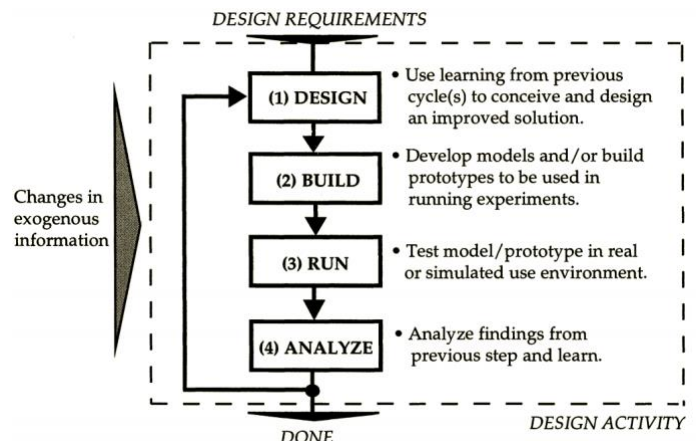 DESIGN REQUIREMENTS
(1) DESIGN
• Use learning from previous
cycle(s) to conceive and design
an improved solution.
(2) BUILD
• Develop models and/or build
prototypes to be used in
running experiments.
Changes in
exogenous
information
(3) RUN
• Test model/prototype in real
or simulated use environment.
(4) ANALYZE
• Analyze findings from
previous step and learn.
DONE
DESIGN ACTIVITY